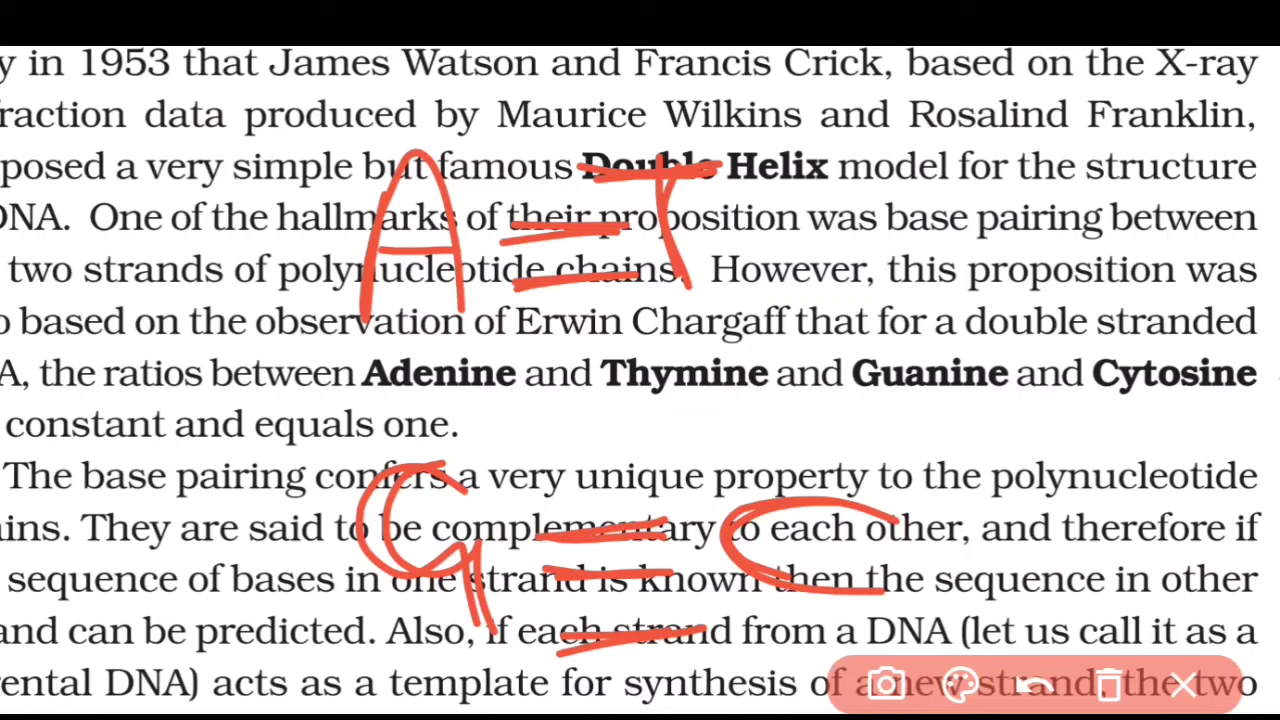 y in 1953 that James Watson and Francis Crick, based on the X-ray
raction data produced by Maurice Wilkins and Rosalind Franklin,
posed a very simple but famous Double Helix model for the structure
DNA. One of the hallmarks of their proposition was base pairing between
two strands of polynucleotide chains. However, this proposition was
o based on the observation of Erwin Chargaff that for a double stranded
A, the ratios between Adenine and Thymine and Guanine and Cytosine
constant and equals one.
The base pairing confers a very unique property to the polynucleotide
ins. They are said to be complementary to each other, and therefore if
sequence of bases in one strand is known then the sequence in other
and can be predicted. Also, if each strand from a DNA (let us call it as a
ental DNA) acts as a template for synthesis of a new strand, the two
A = T
G ≡ C